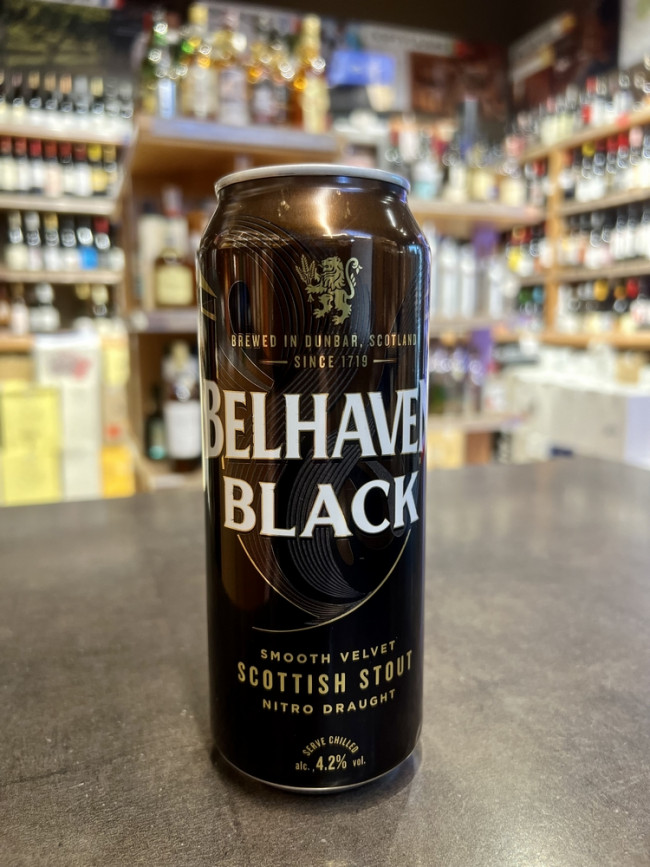 BREWED IN DUNBAR, SCOTLAND
SINCE 1719
BELHAVEN
BLACK
SMOOTH VELVET
SCOTTISH STOUT
NITRO DRAUGHT
SERVE CHILLED
alc. 4.2% vol.